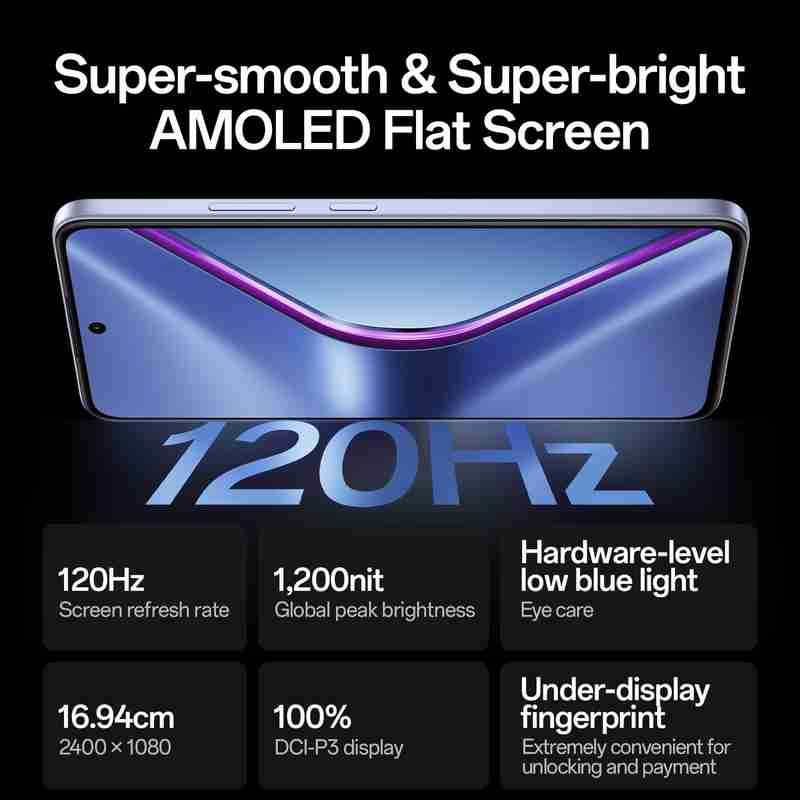 Super-smooth & Super-bright
AMOLED Flat Screen
120Hz
120Hz
Screen refresh rate
1,200nit
Global peak brightness
Hardware-level
low blue light
Eye care
16.94cm
2400 × 1080
100%
DCI-P3 display
Under-display
fingerprint
Extremely convenient for
unlocking and payment